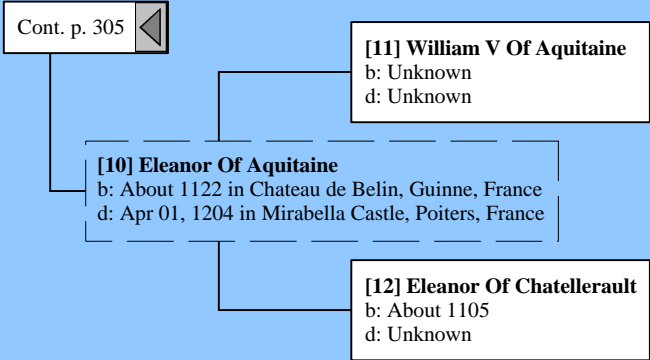 Cont. p. 305
[11] William V Of Aquitaine
b: Unknown
d: Unknown
[10] Eleanor Of Aquitaine
b: About 1122 in Chateau de Belin, Guinne, France
d: Apr 01, 1204 in Mirabella Castle, Poiters, France
[12] Eleanor Of Chatellerault
b: About 1105
d: Unknown